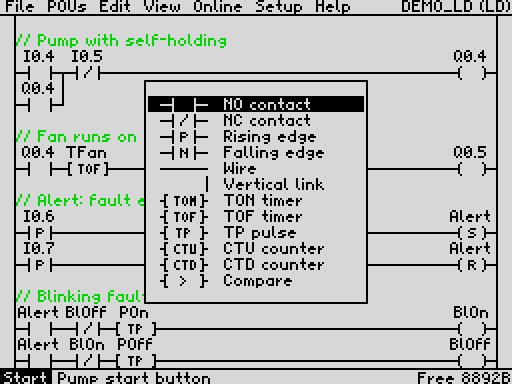 File POUs Edit View Online Setup Help DEMO_LD (LD)
// Pump with self-holding
I0.4 I0.5 Q0.4
/ ( )
Q0.4
NO contact
/ NC contact
// Fan runs on
P Rising edge
N Falling edge
Q0.4 TFan Q0.5
[ TOF ] ( )
Wire
Vertical link
// Alert: fault
[ TON ] TON timer
I0.6 [ TOF ] TOF timer Alert
P [ TP ] TP pulse ( S )
I0.7 [ CTU ] CTU counter Alert
P [ CTD ] CTD counter ( R )
[ > ] Compare
// Blinking faul
Alert BlOff POn BlOn
/ [ TP ] ( )
Alert BlOn POff BlOff
/ [ TP ] ( )
Start Pump start button Free 8892B